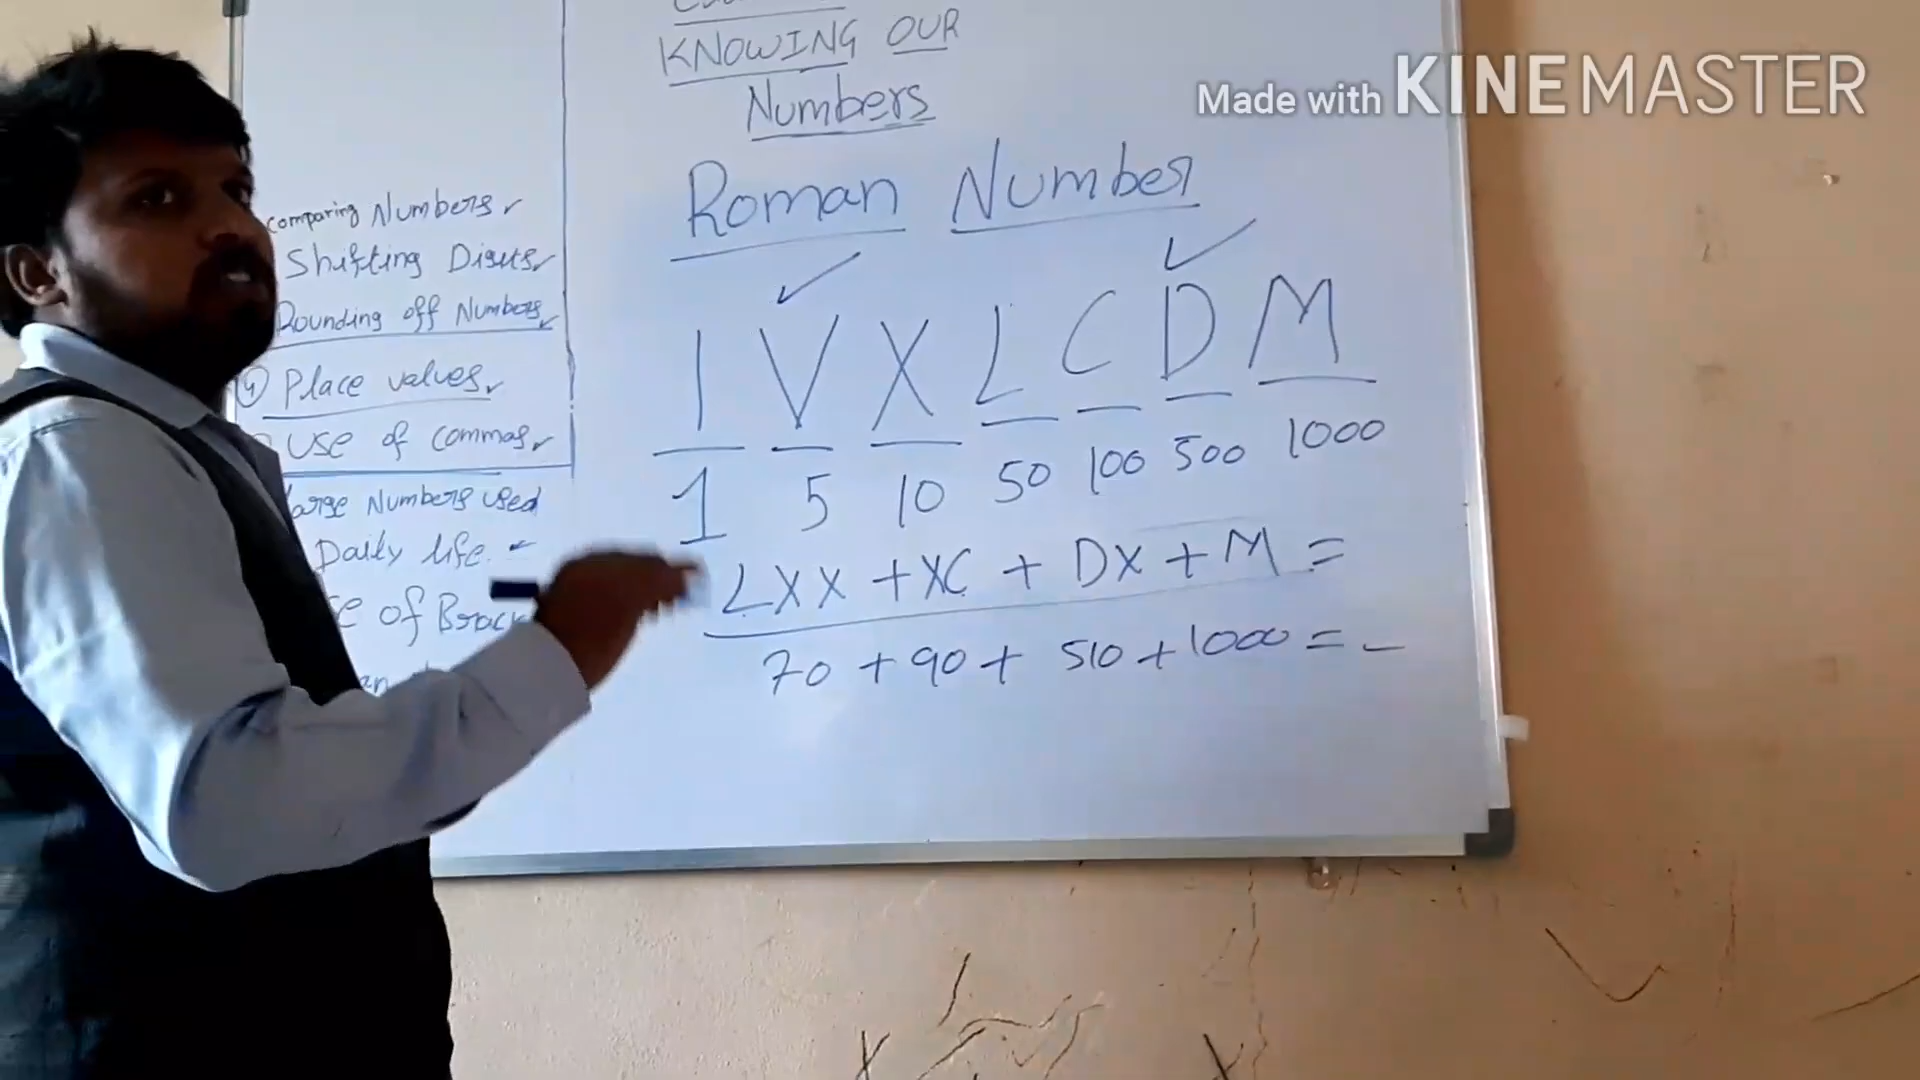 KNOWING OUR
Numbers
Made with KINEMASTER
Roman Number
I V X L C D M
1 5 10 50 100 500 1000
LXX + XC + DX + M =
70 + 90 + 510 + 1000 = -
comparing Numbers
Shifting Digits
Rounding off Numbers
4 Place values
Use of commas
Large Numbers used
Daily life
of